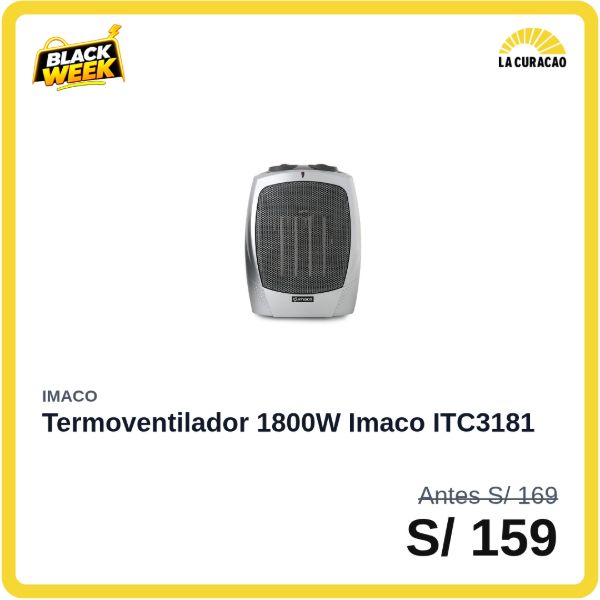 BLACK
WEEK
LA CURACAO
imaco
IMACO
Termoventilador 1800W Imaco ITC3181
Antes S/ 169
S/ 159